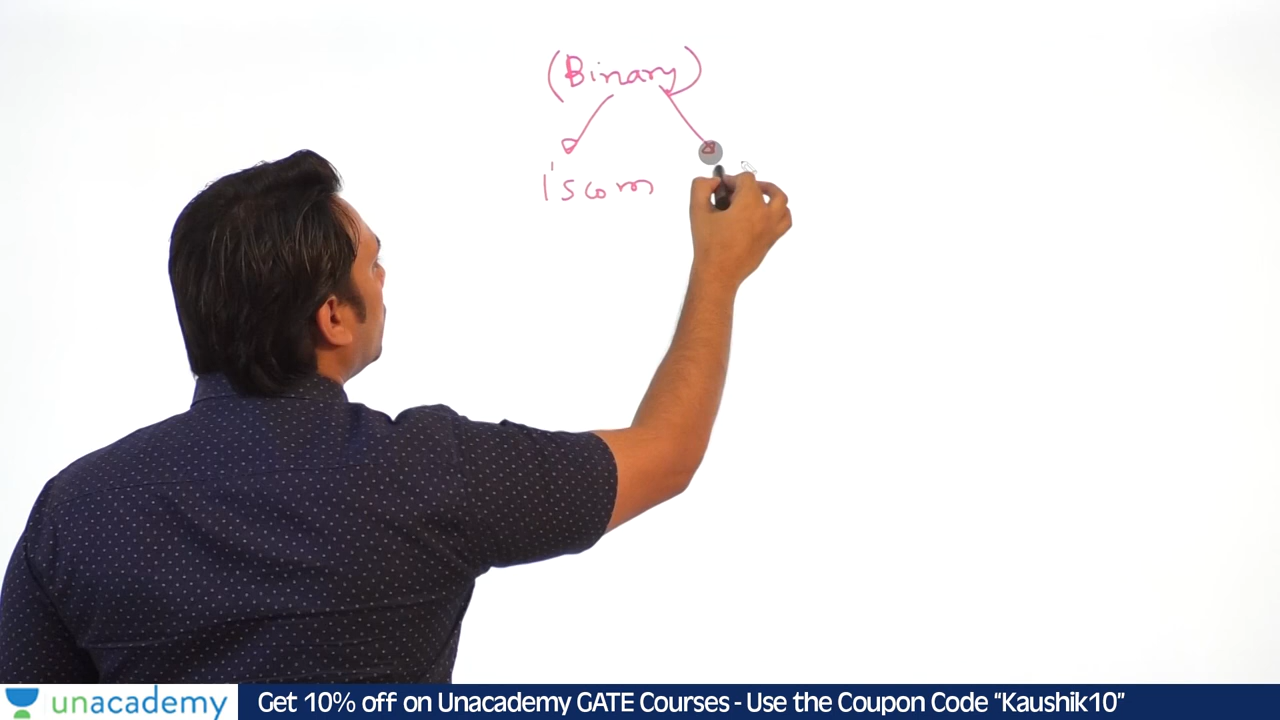 (Binary)
1's com
unacademy
Get 10% off on Unacademy GATE Courses - Use the Coupon Code "Kaushik10"